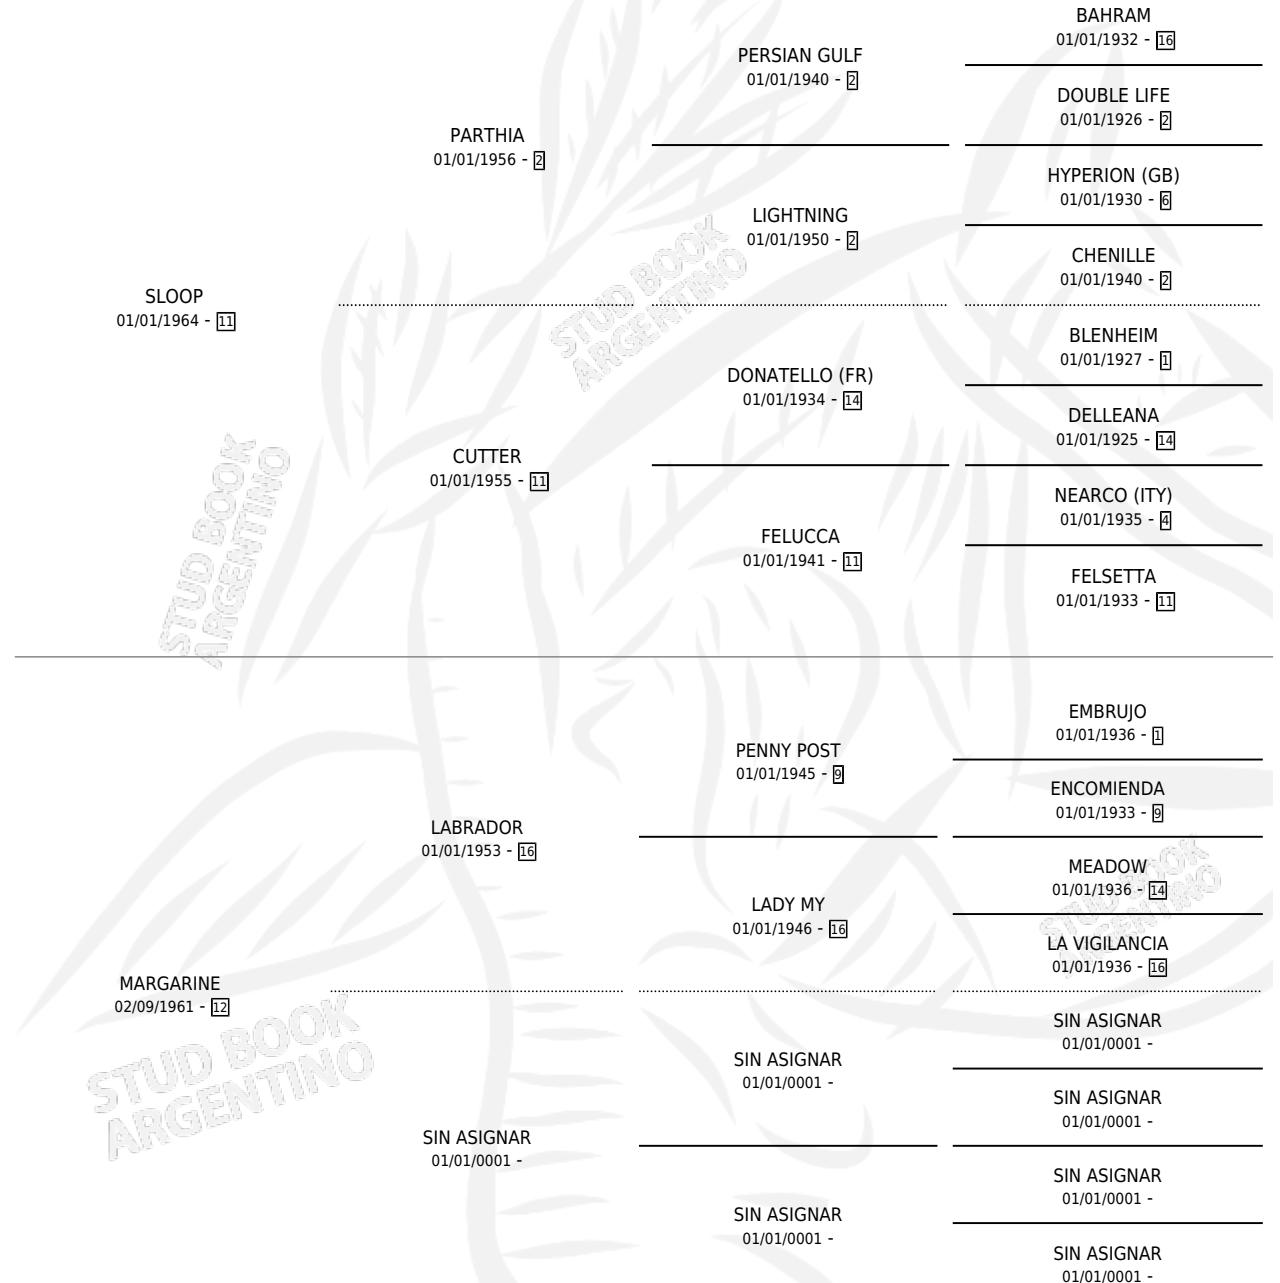 BAHRAM
01/01/1932 - 16
PERSIAN GULF
01/01/1940 - 2
DOUBLE LIFE
01/01/1926 - 2
PARTHIA
01/01/1956 - 2
HYPERION (GB)
01/01/1930 - 6
LIGHTNING
01/01/1950 - 2
CHENILLE
01/01/1940 - 2
SLOOP
01/01/1964 - 11
BLENHEIM
01/01/1927 - 1
DONATELLO (FR)
01/01/1934 - 14
DELLEANA
01/01/1925 - 14
CUTTER
01/01/1955 - 11
NEARCO (ITY)
01/01/1935 - 4
FELUCCA
01/01/1941 - 11
FELSETTA
01/01/1933 - 11
EMBRUJO
01/01/1936 - 1
PENNY POST
01/01/1945 - 9
ENCOMIENDA
01/01/1933 - 9
LABRADOR
01/01/1953 - 16
MEADOW
01/01/1936 - 14
LADY MY
01/01/1946 - 16
LA VIGILANCIA
01/01/1936 - 16
MARGARINE
02/09/1961 - 12
SIN ASIGNAR
01/01/0001 -
SIN ASIGNAR
01/01/0001 -
SIN ASIGNAR
01/01/0001 -
SIN ASIGNAR
01/01/0001 -
SIN ASIGNAR
01/01/0001 -
SIN ASIGNAR
01/01/0001 -
SIN ASIGNAR
01/01/0001 -
STUD BOOK
ARGENTINO
STUD BOOK
ARGENTINO
STUD BOOK
ARGENTINO
STUD BOOK
ARGENTINO